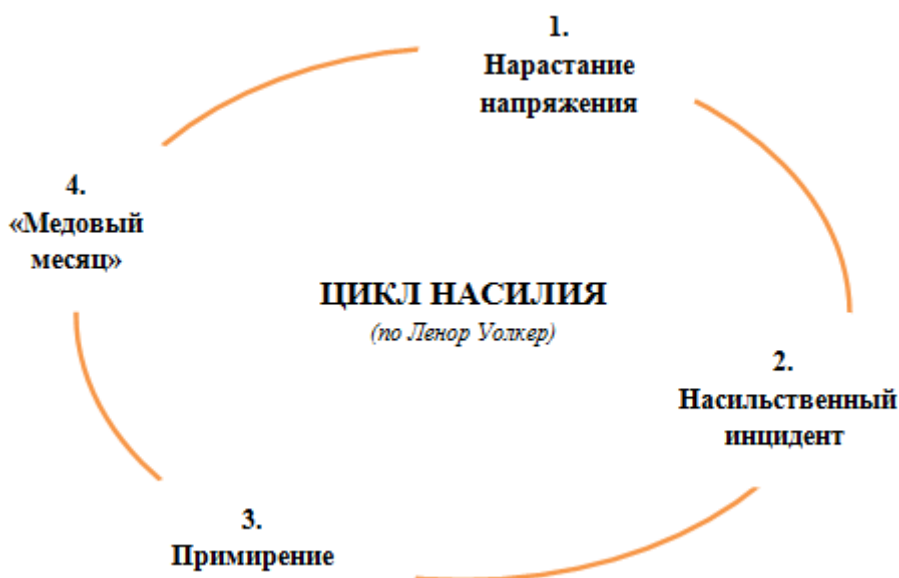 1.
Нарастание
напряжения
4.
«Медовый
месяц»
ЦИКЛ НАСИЛИЯ
(по Ленор Уолкер)
2.
Насильственный
инцидент
3.
Примирение